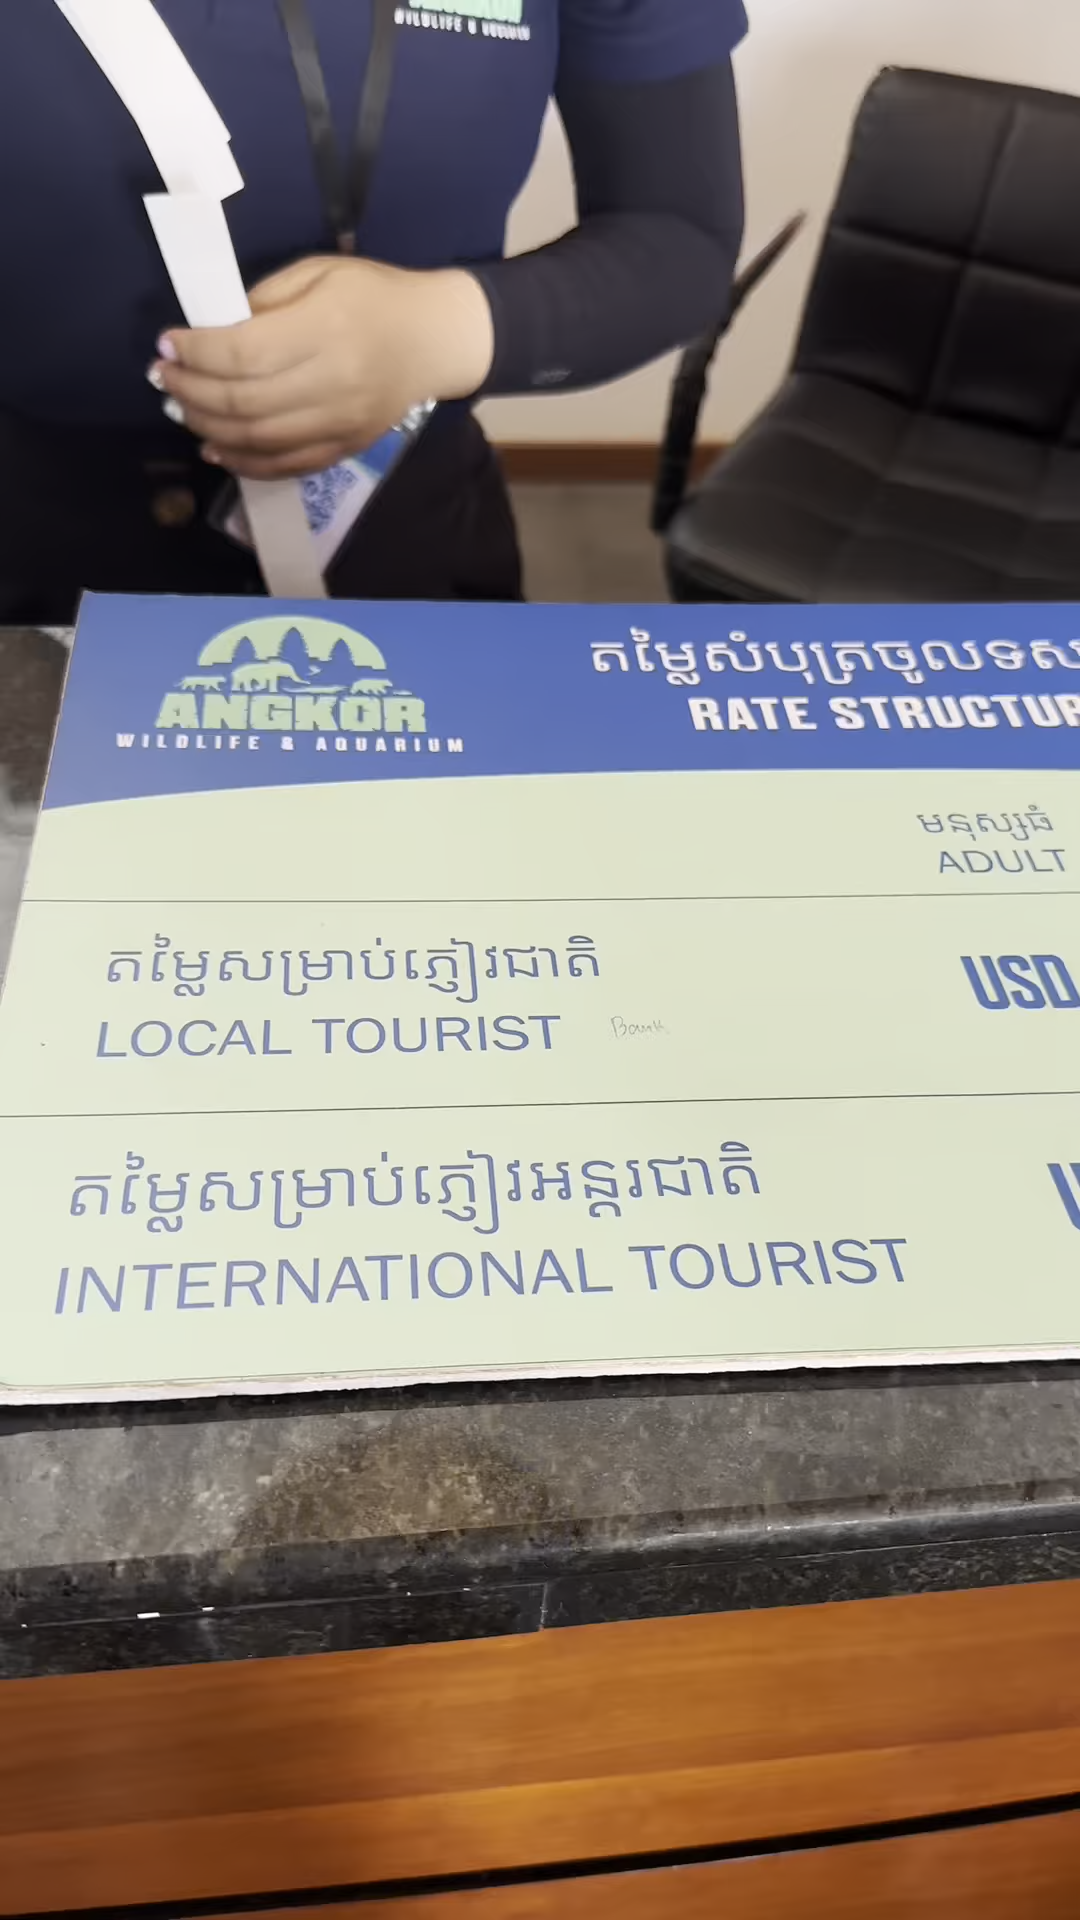 WILDLIFE & AQUARIUM
ANGKOR
WILDLIFE & AQUARIUM
តម្លៃសំបុត្រចូលទស
RATE STRUCTUR
មនុស្សធំ
ADULT
តម្លៃសម្រាប់ភ្ញៀវជាតិ
LOCAL TOURIST
USD
តម្លៃសម្រាប់ភ្ញៀវអន្តរជាតិ
INTERNATIONAL TOURIST